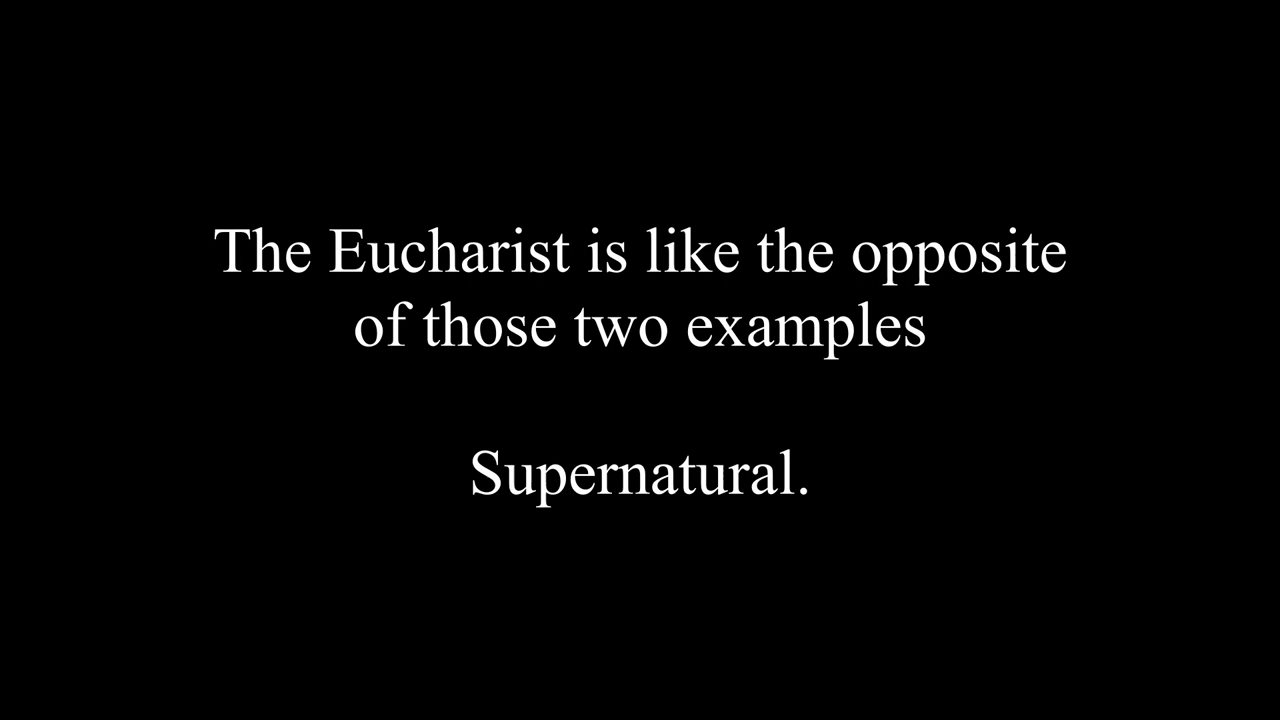 The Eucharist is like the opposite
of those two examples
Supernatural.